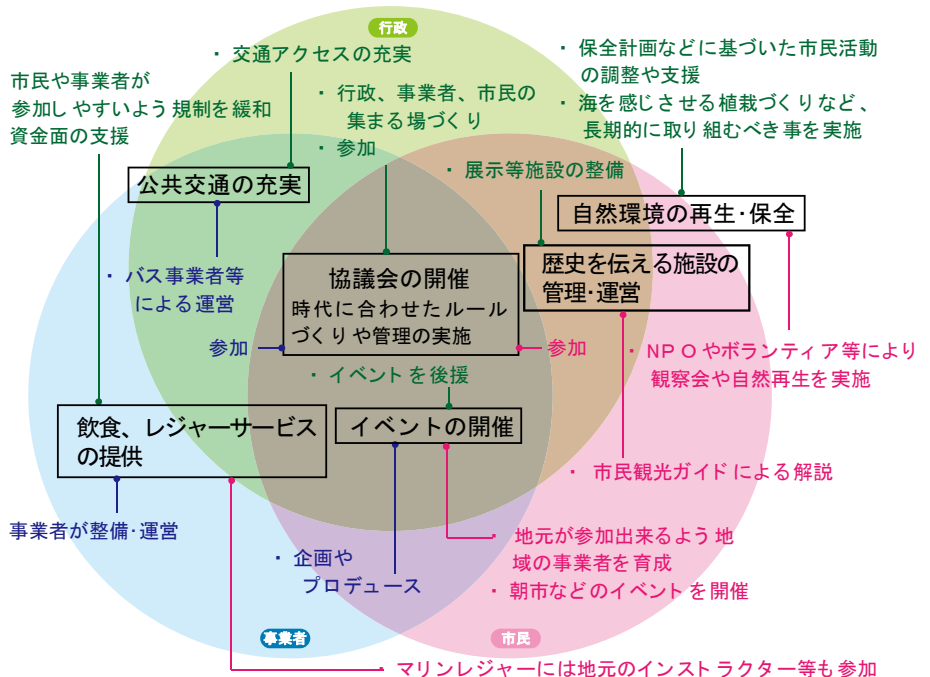 行政
・ 交通アクセスの充実
・ 保全計画などに基づいた市民活動
の調整や支援
・ 海を感じさせる植栽づくりなど、
長期的に取り組むべき事を実施
市民や事業者が
参加しやすいよう規制を緩和
資金面の支援
・ 行政、事業者、市民の
集まる場づくり
・ 参加
・ 展示等施設の整備
公共交通の充実
自然環境の再生・保全
・ バス事業者等
による運営
協議会の開催
時代に合わせたルール
づくりや管理の実施
歴史を伝える施設の
管理・運営
参加
参加
・ NPOやボランティア等により
観察会や自然再生を実施
・ イベントを後援
飲食、レジャーサービス
の提供
イベントの開催
・ 市民観光ガイドによる解説
事業者が整備・運営
・ 企画や
プロデュース
・ 地元が参加出来るよう地
域の事業者を育成
・ 朝市などのイベントを開催
事業者
市民
・ マリンレジャーには地元のインストラクター等も参加